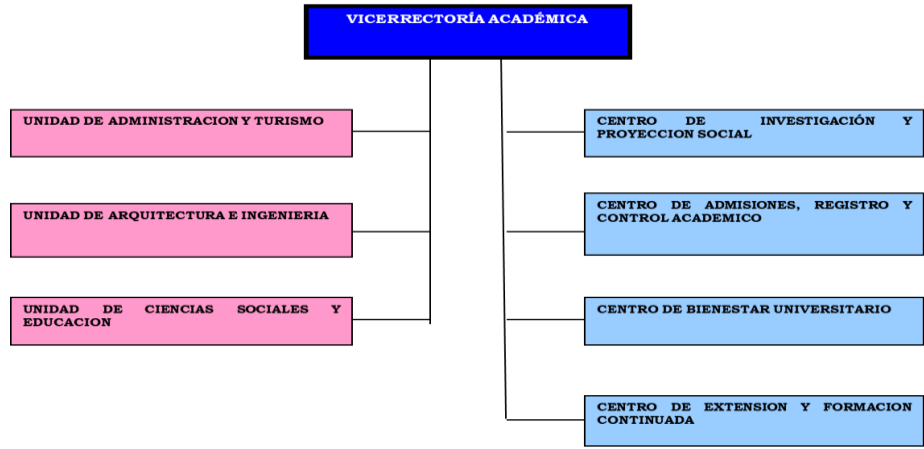 VICERRECTORÍA ACADÉMICA
UNIDAD DE ADMINISTRACION Y TURISMO
UNIDAD DE ARQUITECTURA E INGENIERIA
UNIDAD DE CIENCIAS SOCIALES Y
EDUCACION
CENTRO DE INVESTIGACIÓN Y
PROYECCION SOCIAL
CENTRO DE ADMISIONES, REGISTRO Y
CONTROL ACADEMICO
CENTRO DE BIENESTAR UNIVERSITARIO
CENTRO DE EXTENSION Y FORMACION
CONTINUADA